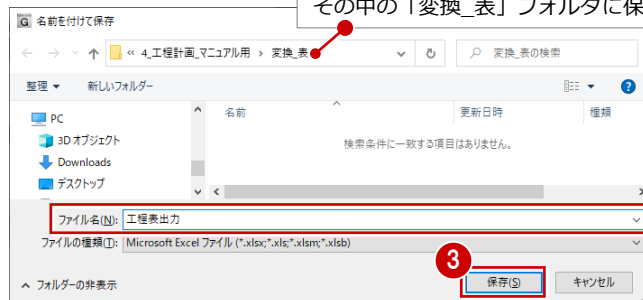 その中の「変換_表」フォルダに保
名前を付けて保存
« 4_工程計画_マニュアル用 › 変換_表
変換_表の検索
整理 新しいフォルダー
PC
3D オブジェクト
Downloads
デスクトップ
名前 更新日時 種類
検索条件に一致する項目はありません。
ファイル名(N): 工程表出力
ファイルの種類(T): Microsoft Excel ファイル (*.xlsx;*.xls;*.xlsm;*.xlsb)
3
フォルダーの非表示 保存(S) キャンセル